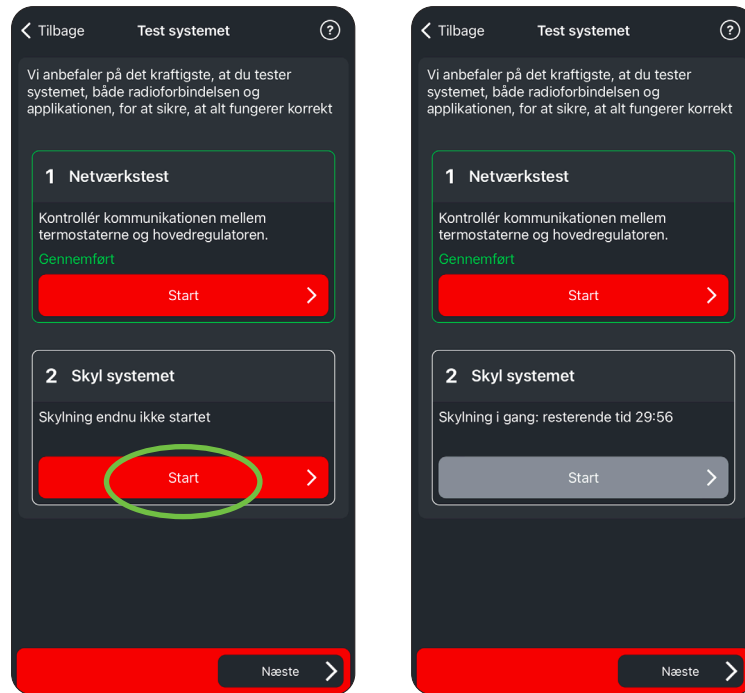 Tilbage
Test systemet
?
Vi anbefaler på det kraftigste, at du tester
systemet, både radioforbindelsen og
applikationen, for at sikre, at alt fungerer korrekt
1 Netværkstest
Kontrollér kommunikationen mellem
termostaterne og hovedregulatoren.
Gennemført
Start
2 Skyl systemet
Skylning endnu ikke startet
Start
Næste
Tilbage
Test systemet
?
Vi anbefaler på det kraftigste, at du tester
systemet, både radioforbindelsen og
applikationen, for at sikre, at alt fungerer korrekt
1 Netværkstest
Kontrollér kommunikationen mellem
termostaterne og hovedregulatoren.
Gennemført
Start
2 Skyl systemet
Skylning i gang: resterende tid 29:56
Start
Næste